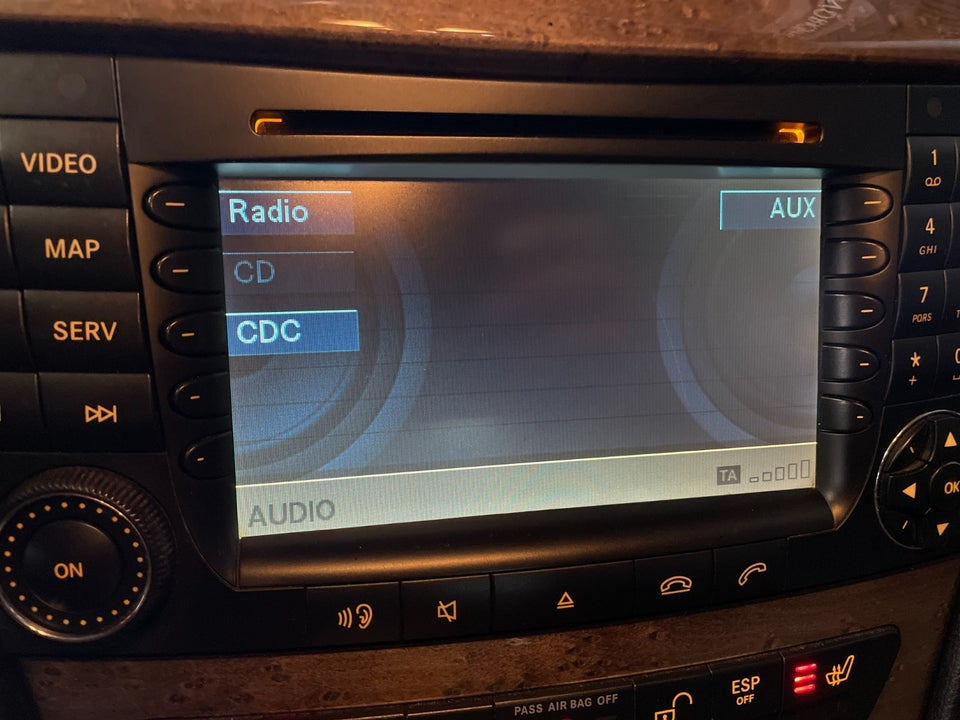 VIDEO
MAP
SERV
ON
Radio
CD
CDC
AUX
AUDIO
TA
1
4
GHI
7
PQRS
*
+
OK
PASS AIR BAG OFF
ESP
OFF